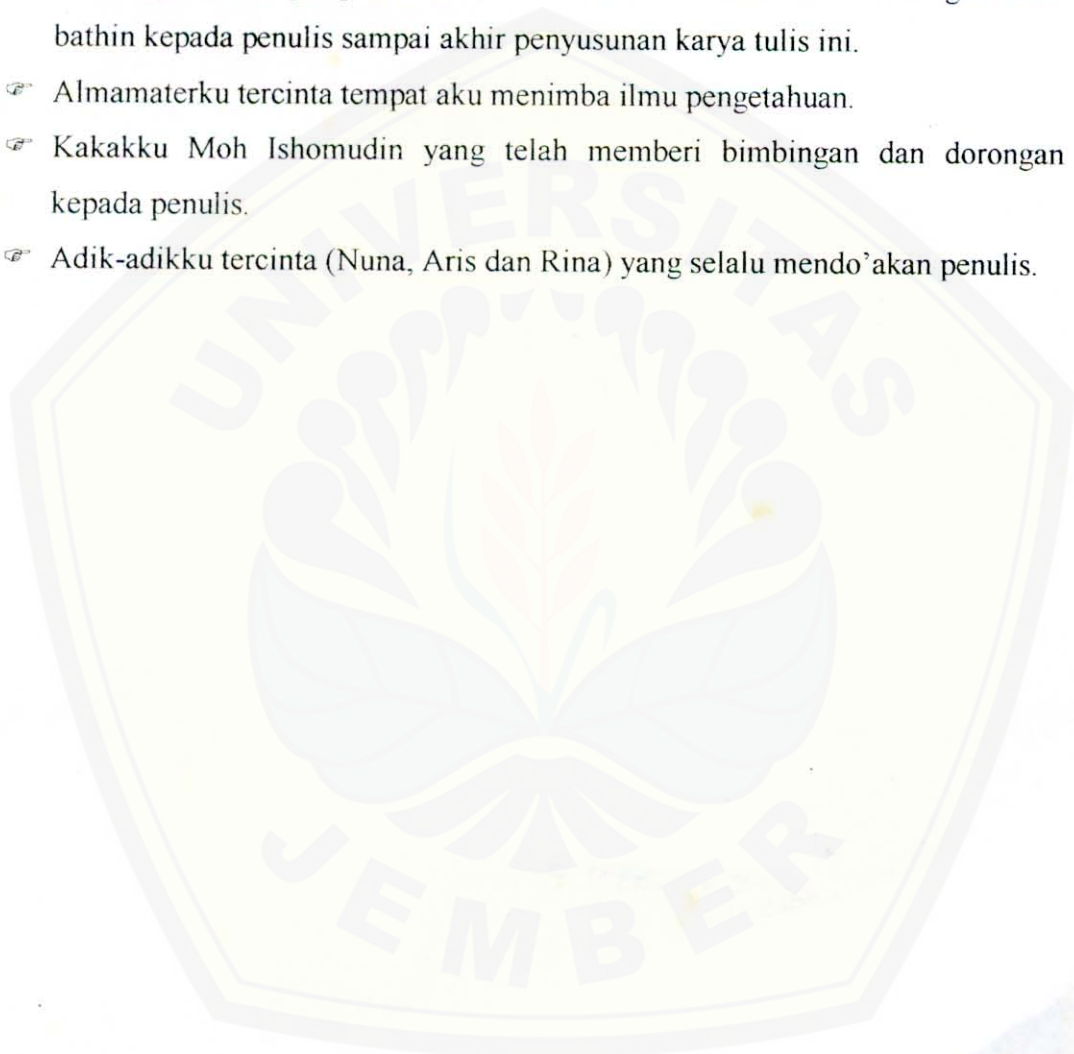 bathin kepada penulis sampai akhir penyusunan karya tulis ini.
☞ Almamaterku tercinta tempat aku menimba ilmu pengetahuan.
☞ Kakakku Moh Ishomudin yang telah memberi bimbingan dan dorongan
kepada penulis.
☞ Adik-adikku tercinta (Nuna, Aris dan Rina) yang selalu mendo’akan penulis.
UNIVERSITAS
JEMBER